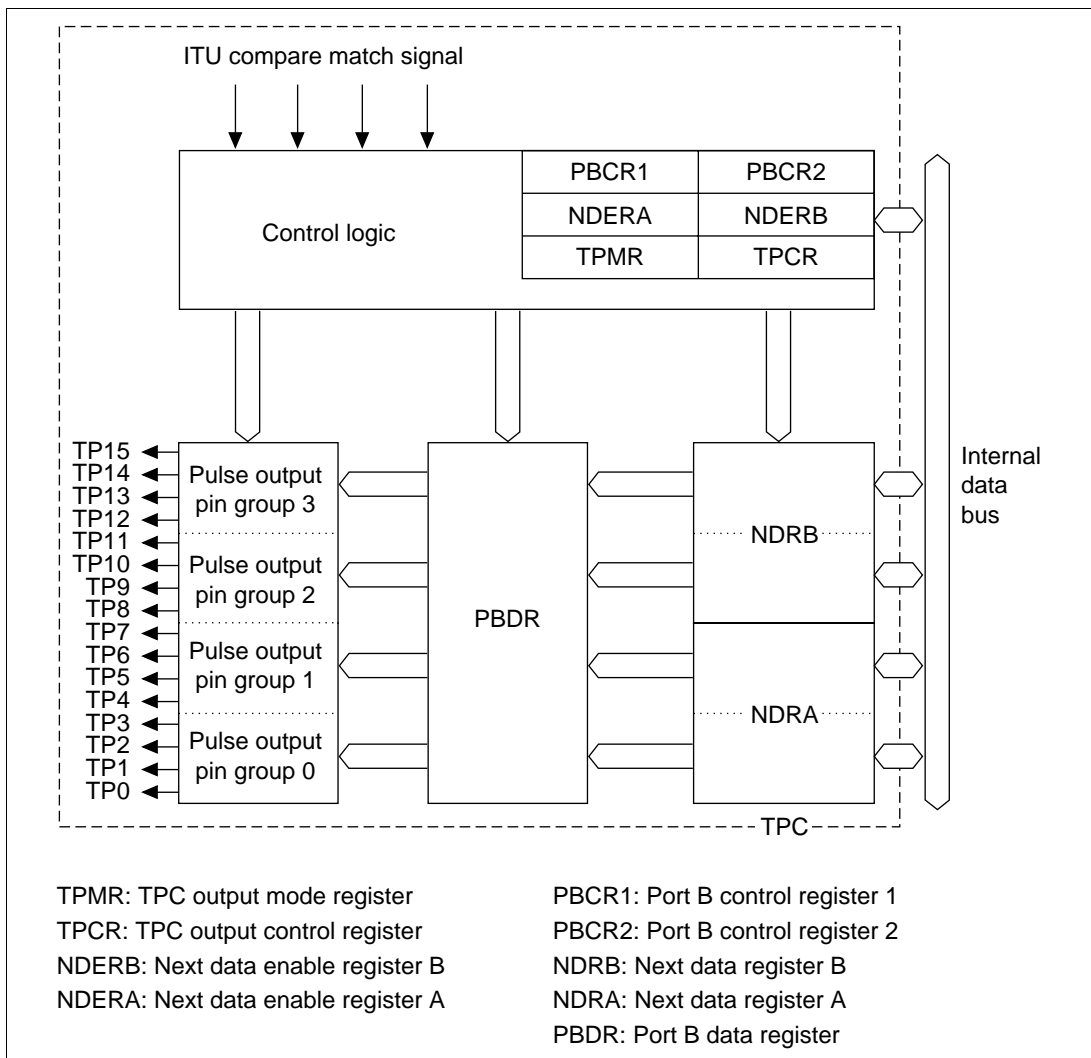 ITU compare match signal
PBCR1 PBCR2
Control logic
NDERA NDERB
TPMR TPCR
TP15
TP14
TP13
TP12
TP11
TP10
TP9
TP8
TP7
TP6
TP5
TP4
TP3
TP2
TP1
TP0
Pulse output
pin group 3
Pulse output
pin group 2
Pulse output
pin group 1
Pulse output
pin group 0
PBDR
NDRB
NDRA
Internal
data
bus
TPC
TPMR: TPC output mode register
TPCR: TPC output control register
NDERB: Next data enable register B
NDERA: Next data enable register A
PBCR1: Port B control register 1
PBCR2: Port B control register 2
NDRB: Next data register B
NDRA: Next data register A
PBDR: Port B data register